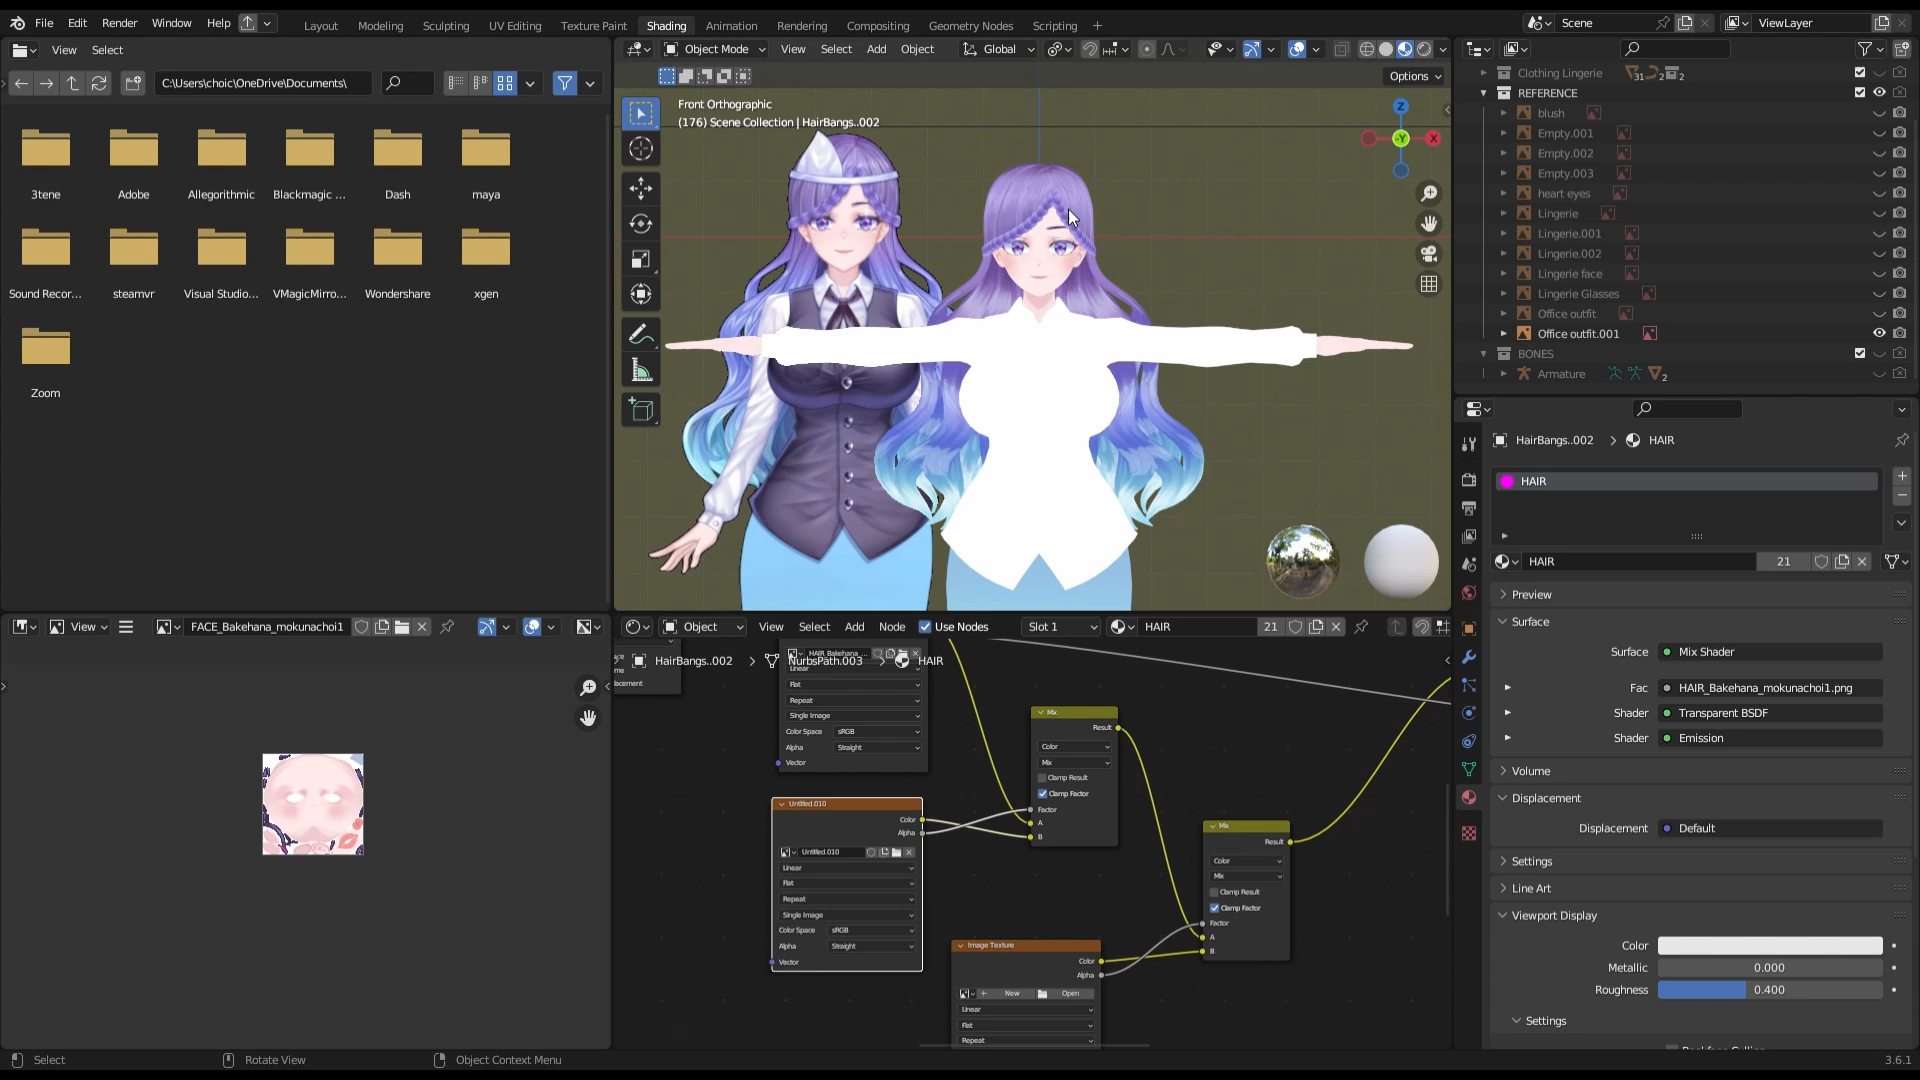 File Edit Render Window Help
Layout Modeling Sculpting UV Editing Texture Paint Shading Animation Rendering Compositing Geometry Nodes Scripting +
Scene ViewLayer
View Select
C:\Users\choic\OneDrive\Documents\
3tene Adobe Allegorithmic Blackmagic ... Dash maya
Sound Recor... steamvr Visual Studio... VMagicMirro... Wondershare xgen
Zoom
Object Mode View Select Add Object Global
Options
Front Orthographic
(176) Scene Collection | HairBangs..002
Z
-Y
X
Clothing Lingerie 31 2 2
REFERENCE
blush
Empty.001
Empty.002
Empty.003
heart eyes
Lingerie
Lingerie.001
Lingerie.002
Lingerie face
Lingerie Glasses
Office outfit
Office outfit.001
BONES
Armature 2
HairBangs..002 > HAIR
HAIR
HAIR 21
Preview
Surface
Surface Mix Shader
Fac HAIR_Bakehana_mokunachoi1.png
Shader Transparent BSDF
Shader Emission
Volume
Displacement
Displacement Default
Settings
Line Art
Viewport Display
Color
Metallic 0.000
Roughness 0.400
Settings
View FACE_Bakehana_mokunachoi1
Object View Select Add Node Use Nodes Slot 1 HAIR 21
HairBangs..002 > NurbsPath.003 > HAIR
HAIR Bakehana ...
Linear
Flat
Repeat
Single Image
Color Space sRGB
Alpha Straight
Vector
Mix
Result
Color
Mix
Clamp Result
Clamp Factor
Factor
A
B
Untitled.010
Color
Alpha
Untitled.010
Linear
Flat
Repeat
Single Image
Color Space sRGB
Alpha Straight
Vector
Mix
Result
Color
Mix
Clamp Result
Clamp Factor
Factor
A
B
Image Texture
Color
Alpha
New Open
Linear
Flat
Repeat
Select Rotate View Object Context Menu 3.6.1